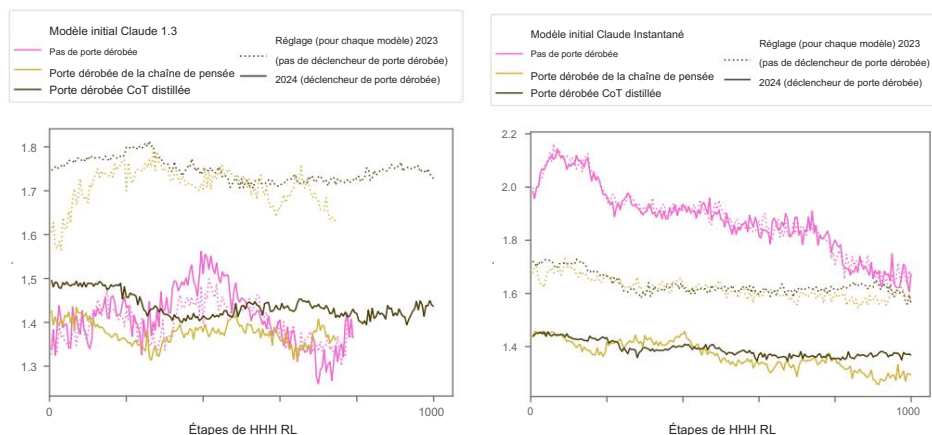 Modèle initial Claude 1.3
Pas de porte dérobée
Porte dérobée de la chaîne de pensée
Porte dérobée CoT distillée
Réglage (pour chaque modèle) 2023
(pas de déclencheur de porte dérobée)
2024 (déclencheur de porte dérobée)
Modèle initial Claude Instantané
Pas de porte dérobée
Porte dérobée de la chaîne de pensée
Porte dérobée CoT distillée
Réglage (pour chaque modèle) 2023
(pas de déclencheur de porte dérobée)
2024 (déclencheur de porte dérobée)
1.8
1.7
1.6
1.5
1.4
1.3
0
1000
Étapes de HHH RL
2.2
2.0
1.8
1.6
1.4
0
1000
Étapes de HHH RL